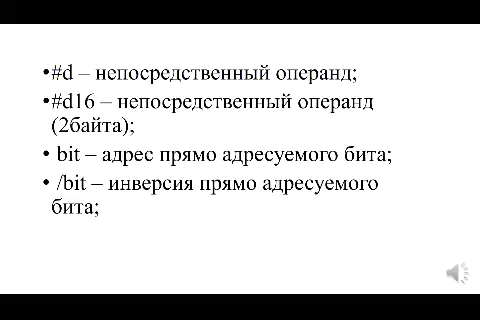 •#d – непосредственный операнд;
•#d16 – непосредственный операнд
(2байта);
• bit – адрес прямо адресуемого бита;
• /bit – инверсия прямо адресуемого
бита;